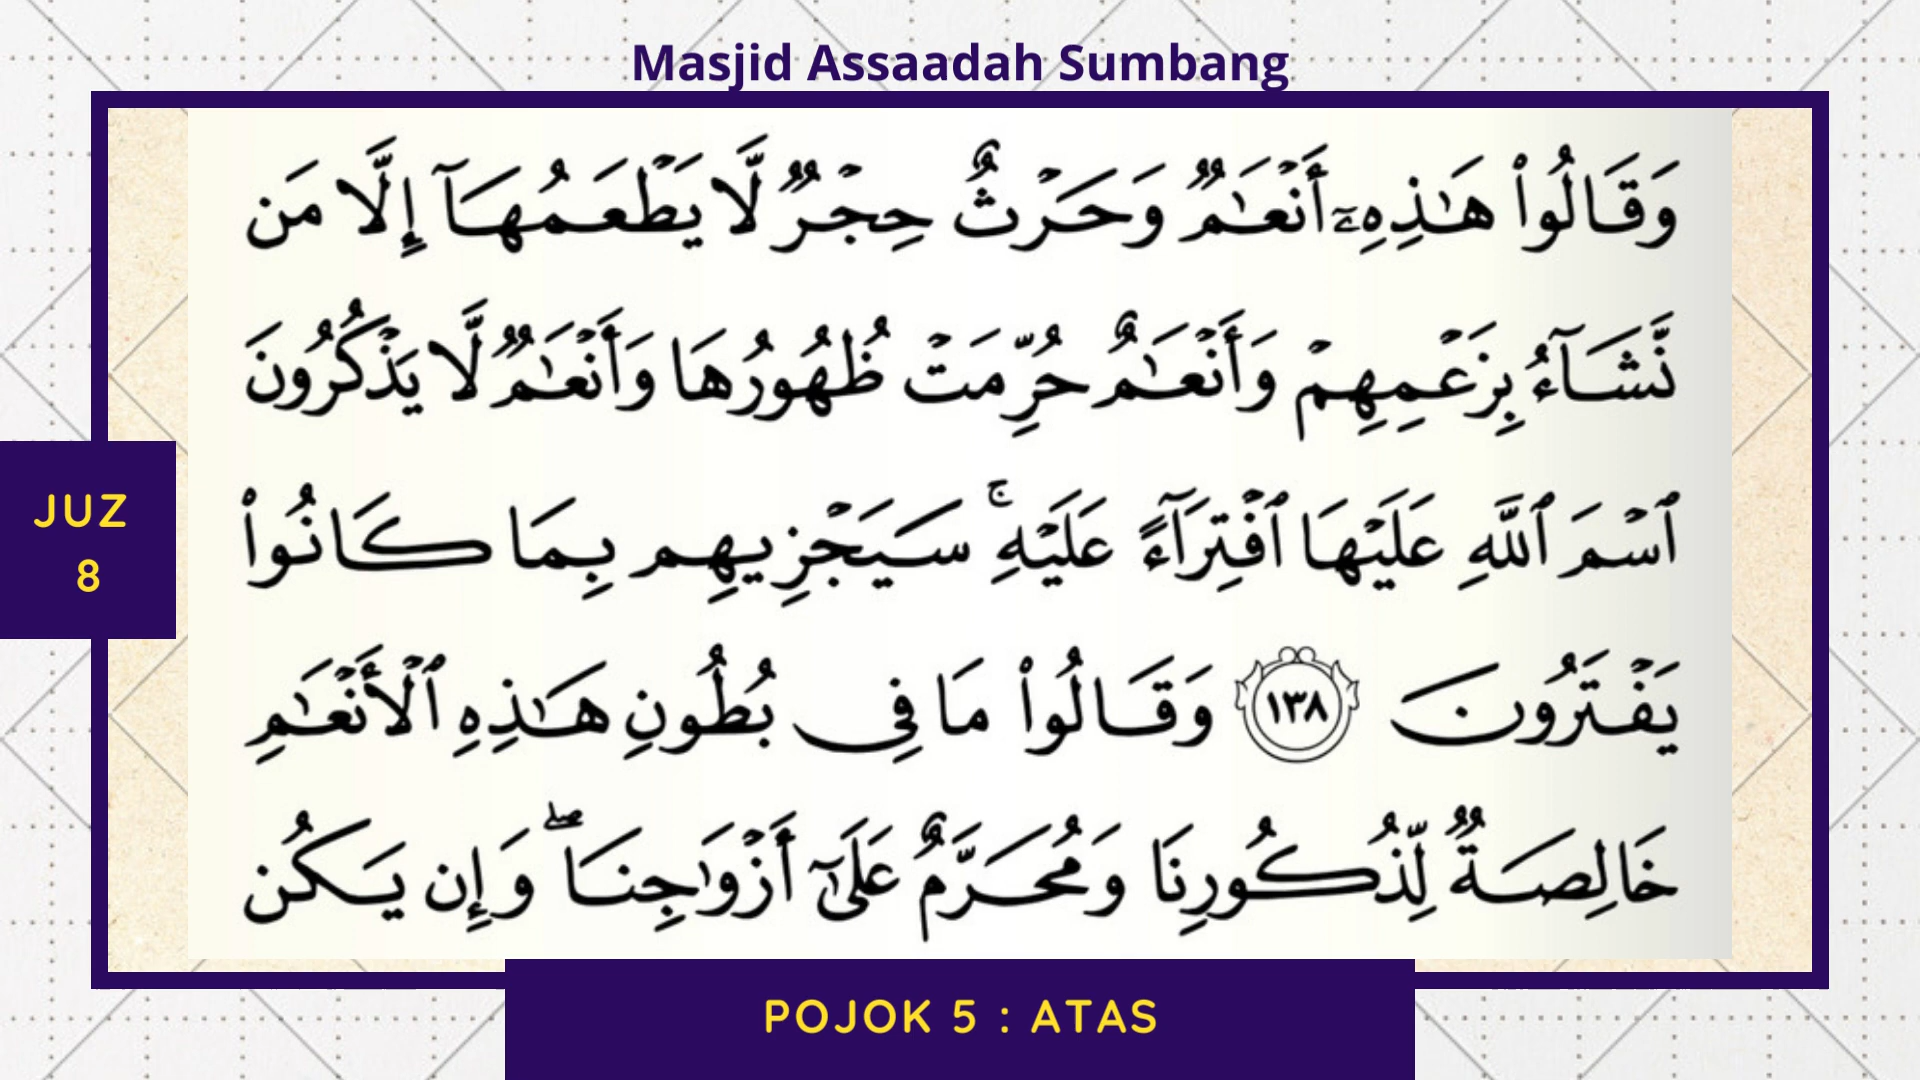 Masjid Assaadah Sumbang
وَقَالُوا۟ هَـٰذِهِۦٓ أَنْعَـٰمٌ وَحَرْثٌ حِجْرٌ لَّا يَطْعَمُهَآ إِلَّا مَن
نَّشَآءُ بِزَعْمِهِمْ وَأَنْعَـٰمٌ حُرِّمَتْ ظُهُورُهَا وَأَنْعَـٰمٌ لَّا يَذْكُرُونَ
ٱسْمَ ٱللَّهِ عَلَيْهَا ٱفْتِرَآءً عَلَيْهِ ۚ سَيَجْزِيهِم بِمَا كَانُوا۟
يَفْتَرُونَ ١٣٨ وَقَالُوا۟ مَا فِى بُطُونِ هَـٰذِهِ ٱلْأَنْعَـٰمِ
خَالِصَةٌ لِّذُكُورِنَا وَمُحَرَّمٌ عَلَىٰٓ أَزْوَٰجِنَا ۖ وَإِن يَكُن
JUZ
8
POJOK 5 : ATAS